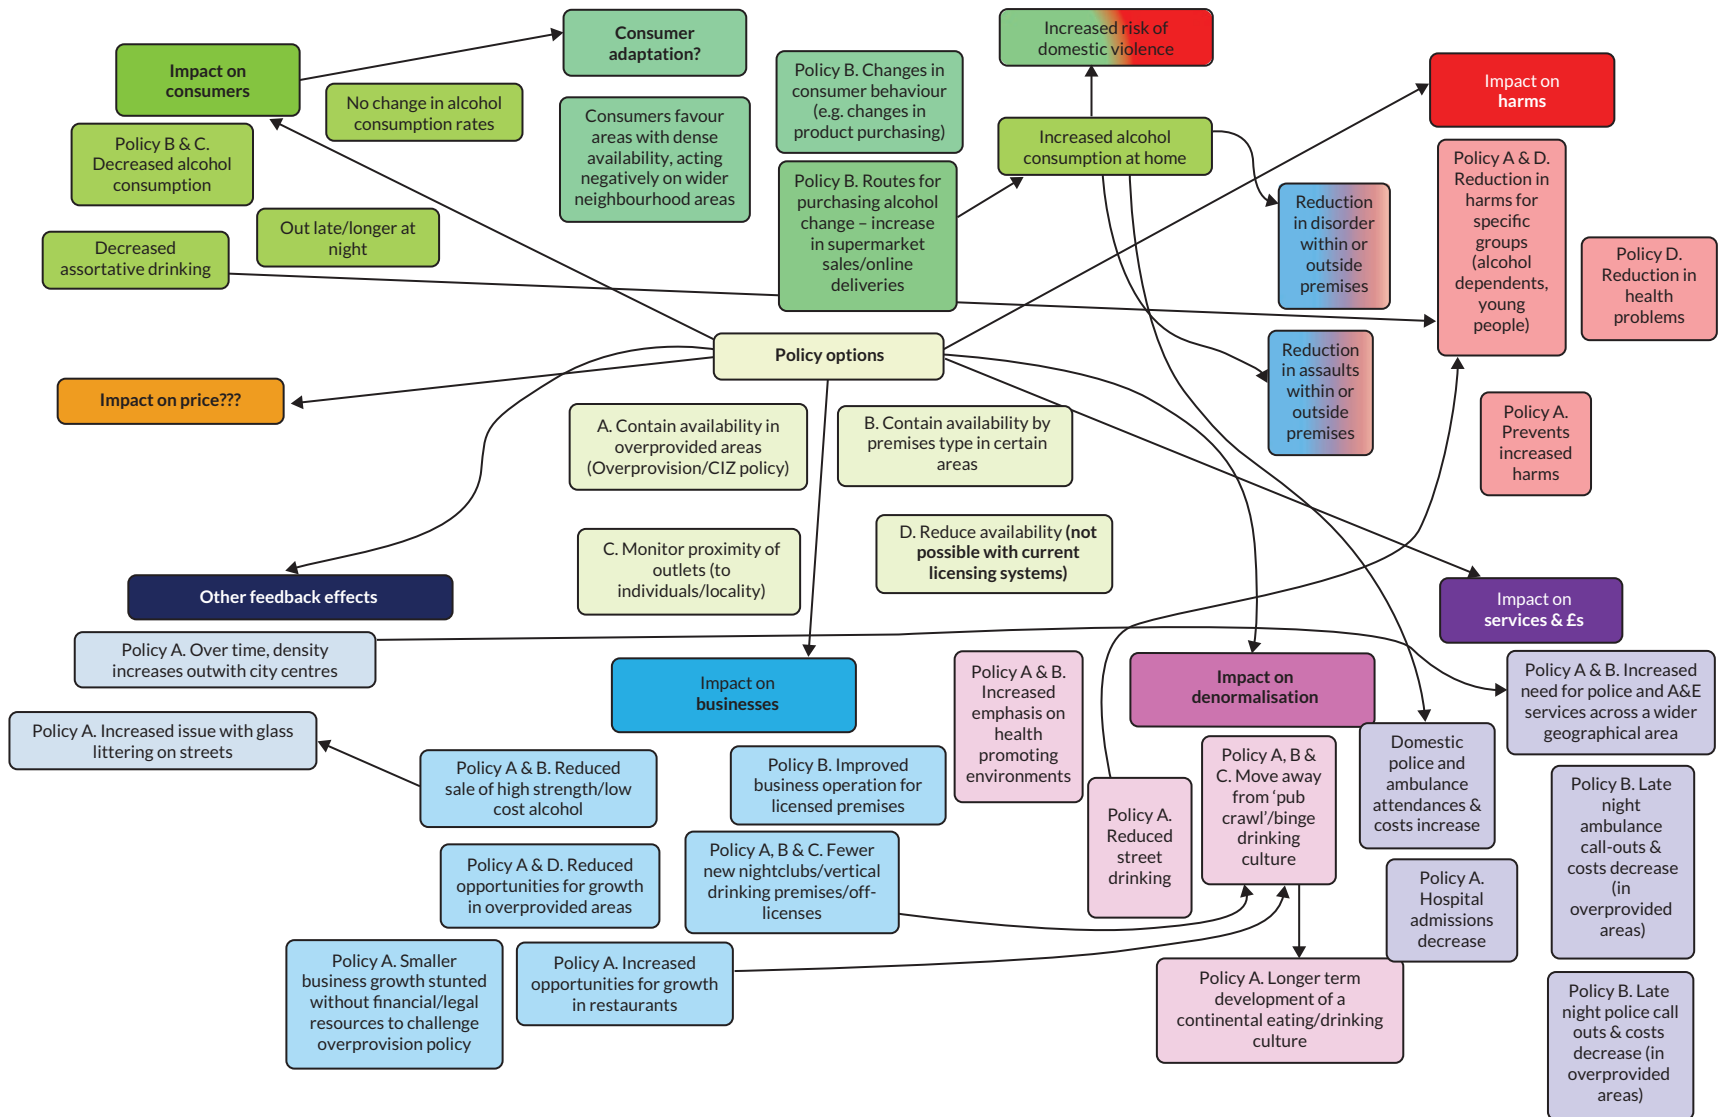 Impact on
consumers
Consumer
adaptation?
Increased risk of
domestic violence
Impact on
harms
No change in alcohol
consumption rates
Policy B & C.
Decreased alcohol
consumption
Out late/longer at
night
Decreased
assortative drinking
Consumers favour
areas with dense
availability, acting
negatively on wider
neighbourhood areas
Policy B. Changes in
consumer behaviour
(e.g. changes in
product purchasing)
Policy B. Routes for
purchasing alcohol
change – increase
in supermarket
sales/online
deliveries
Increased alcohol
consumption at home
Reduction
in disorder
within or
outside
premises
Reduction
in assaults
within or
outside
premises
Policy A & D.
Reduction in
harms for
specific
groups
(alcohol
dependents,
young
people)
Policy D.
Reduction in
health
problems
Policy A.
Prevents
increased
harms
Policy options
Impact on price???
A. Contain availability in
overprovided areas
(Overprovision/CIZ policy)
B. Contain availability by
premises type in certain
areas
C. Monitor proximity of
outlets (to
individuals/locality)
D. Reduce availability (not
possible with current
licensing systems)
Other feedback effects
Policy A. Over time, density
increases outwith city centres
Policy A. Increased issue with glass
littering on streets
Impact on
businesses
Policy A & B. Reduced
sale of high strength/low
cost alcohol
Policy B. Improved
business operation for
licensed premises
Policy A & D. Reduced
opportunities for growth
in overprovided areas
Policy A, B & C. Fewer
new nightclubs/vertical
drinking premises/off-
licenses
Policy A. Smaller
business growth stunted
without financial/legal
resources to challenge
overprovision policy
Policy A. Increased
opportunities for growth
in restaurants
Impact on
denormalisation
Policy A & B.
Increased
emphasis on
health
promoting
environments
Policy A.
Reduced
street
drinking
Policy A, B &
C. Move away
from ‘pub
crawl’/binge
drinking
culture
Policy A. Longer term
development of a
continental eating/drinking
culture
Impact on
services & £s
Policy A & B. Increased
need for police and A&E
services across a wider
geographical area
Domestic
police and
ambulance
attendances &
costs increase
Policy A.
Hospital
admissions
decrease
Policy B. Late
night
ambulance
call-outs &
costs decrease
(in
overprovided
areas)
Policy B. Late
night police call
outs & costs
decrease (in
overprovided
areas)